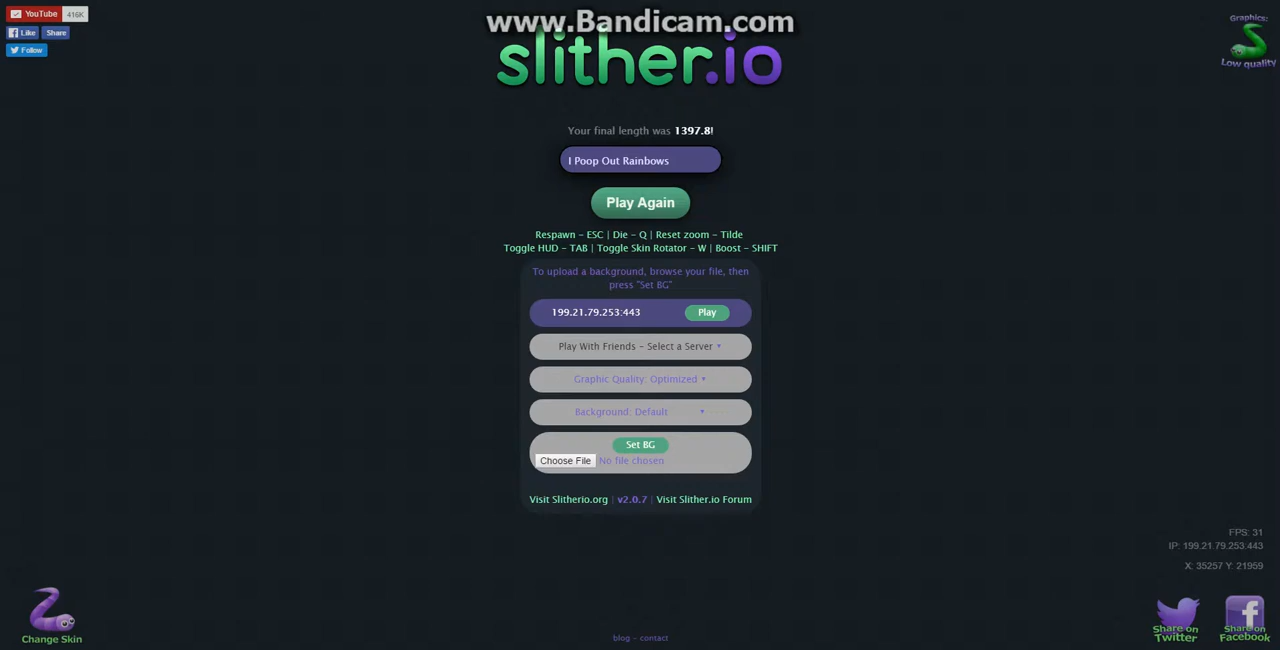 YouTube 416K
www.Bandicam.com
Like Share
Follow
slither.io
Graphics:
Low quality
Your final length was 1397.8!
I Poop Out Rainbows
Play Again
Respawn - ESC | Die - Q | Reset zoom - Tilde
Toggle HUD - TAB | Toggle Skin Rotator - W | Boost - SHIFT
To upload a background, browse your file, then
press "Set BG"
199.21.79.253:443 Play
Play With Friends - Select a Server
Graphic Quality: Optimized
Background: Default
Set BG
Choose File No file chosen
Visit Slitherio.org | v2.0.7 | Visit Slither.io Forum
FPS: 31
IP: 199.21.79.253:443
X: 35257 Y: 21959
Change Skin
blog - contact
Share on
Twitter
Share on
Facebook